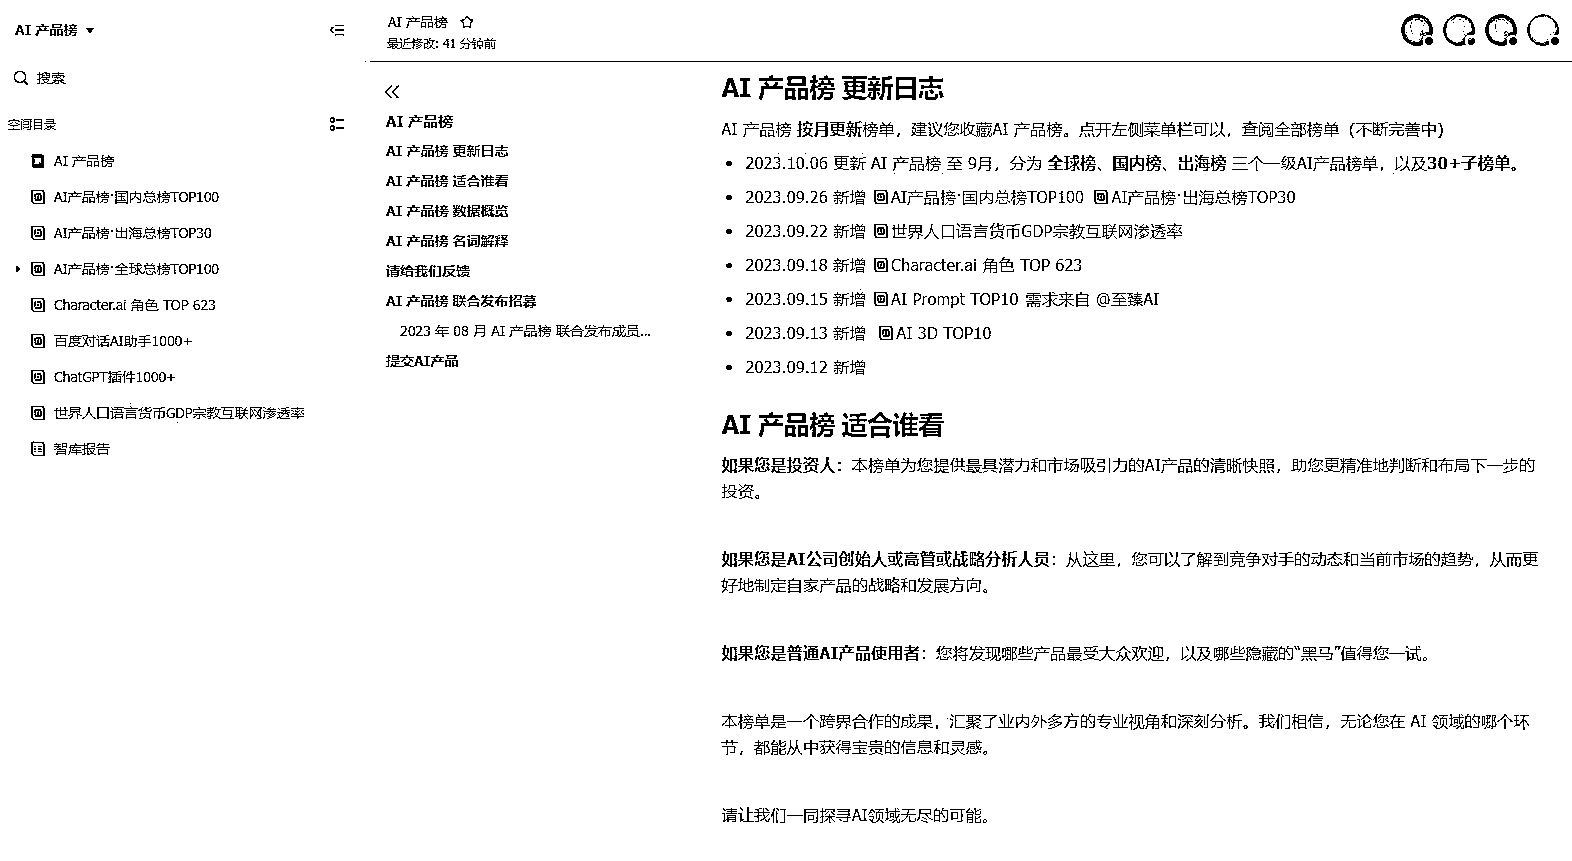 AI 产品榜
搜索
空间目录
AI 产品榜
AI产品榜·国内总榜TOP100
AI产品榜·出海总榜TOP30
AI产品榜·全球总榜TOP100
Character.ai 角色 TOP 623
百度对话AI助手1000+
ChatGPT插件1000+
世界人口语言货币GDP宗教互联网渗透率
智库报告
AI 产品榜
最近修改: 41 分钟前
AI 产品榜
AI 产品榜 更新日志
AI 产品榜 适合谁看
AI 产品榜 数据概览
AI 产品榜 名词解释
请给我们反馈
AI 产品榜 联合发布招募
2023 年 08 月 AI 产品榜 联合发布成员...
提交AI产品
AI 产品榜 更新日志
AI 产品榜 按月更新榜单，建议您收藏AI 产品榜。点开左侧菜单栏可以，查阅全部榜单（不断完善中）
• 2023.10.06 更新 AI 产品榜 至 9月，分为 全球榜、国内榜、出海榜 三个一级AI产品榜单，以及30+子榜单。
• 2023.09.26 新增 AI产品榜·国内总榜TOP100 AI产品榜·出海总榜TOP30
• 2023.09.22 新增 世界人口语言货币GDP宗教互联网渗透率
• 2023.09.18 新增 Character.ai 角色 TOP 623
• 2023.09.15 新增 AI Prompt TOP10 需求来自 @至臻AI
• 2023.09.13 新增 AI 3D TOP10
• 2023.09.12 新增
AI 产品榜 适合谁看
如果您是投资人：本榜单为您提供最具潜力和市场吸引力的AI产品的清晰快照，助您更精准地判断和布局下一步的
投资。
如果您是AI公司创始人或高管或战略分析人员：从这里，您可以了解到竞争对手的动态和当前市场的趋势，从而更
好地制定自家产品的战略和发展方向。
如果您是普通AI产品使用者：您将发现哪些产品最受大众欢迎，以及哪些隐藏的“黑马”值得您一试。
本榜单是一个跨界合作的成果，汇聚了业内外多方的专业视角和深刻分析。我们相信，无论您在 AI 领域的哪个环
节，都能从中获得宝贵的信息和灵感。
请让我们一同探寻AI领域无尽的可能。